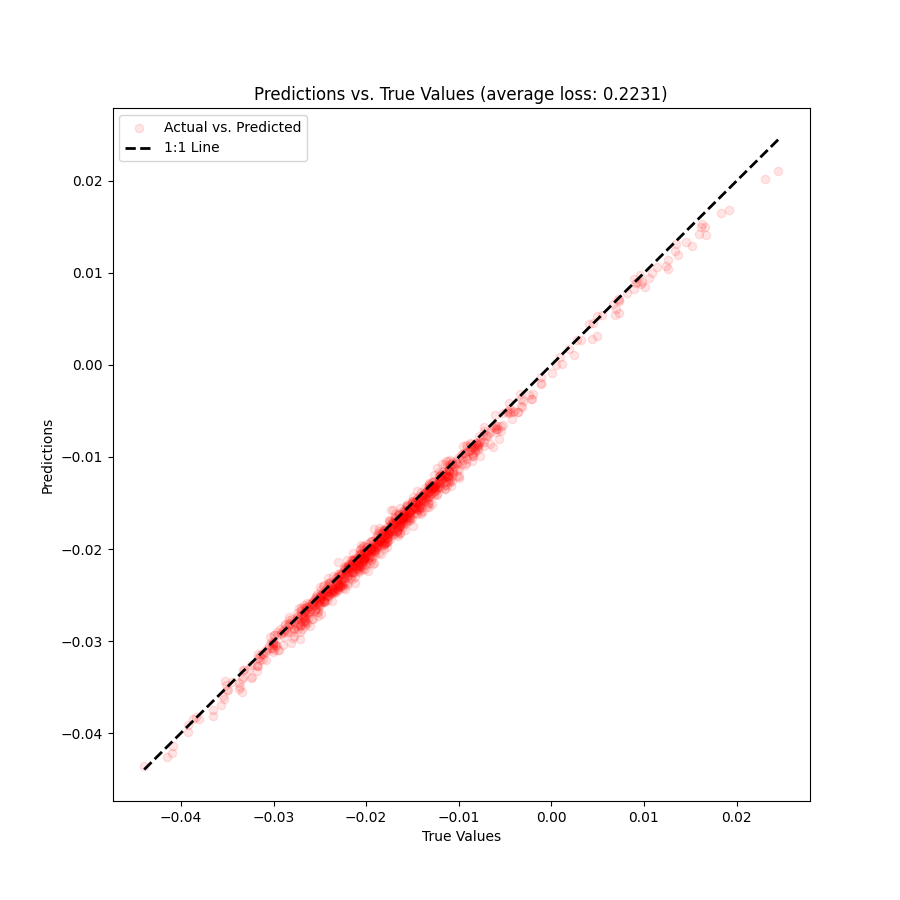 Predictions vs. True Values (average loss: 0.2231)
Actual vs. Predicted
1:1 Line
0.02
0.01
0.00
−0.01
−0.02
−0.03
−0.04
Predictions
−0.04
−0.03
−0.02
−0.01
0.00
0.01
0.02
True Values